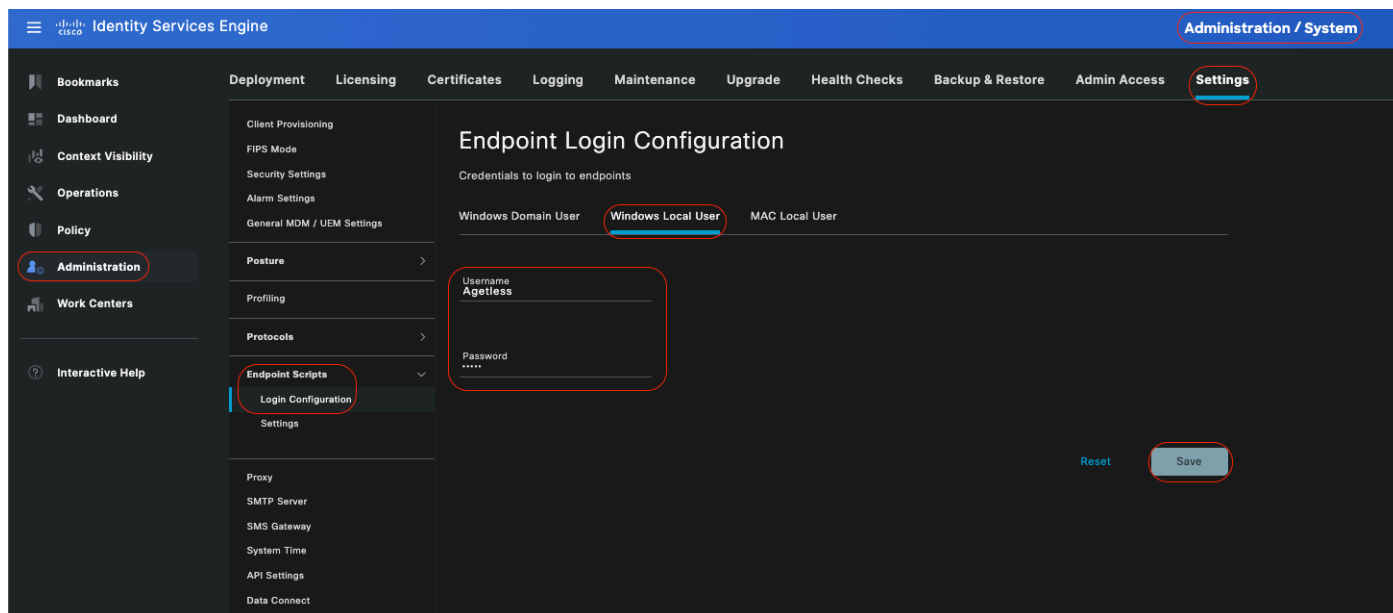 cisco Identity Services Engine
Administration / System
Bookmarks
Dashboard
Context Visibility
Operations
Policy
Administration
Work Centers
Interactive Help
Deployment Licensing Certificates Logging Maintenance Upgrade Health Checks Backup & Restore Admin Access Settings
Client Provisioning
FIPS Mode
Security Settings
Alarm Settings
General MDM / UEM Settings
Posture
Profiling
Protocols
Endpoint Scripts
Login Configuration
Settings
Proxy
SMTP Server
SMS Gateway
System Time
API Settings
Data Connect
Endpoint Login Configuration
Credentials to login to endpoints
Windows Domain User Windows Local User MAC Local User
Username
Agetless
Password
•••••
Reset Save